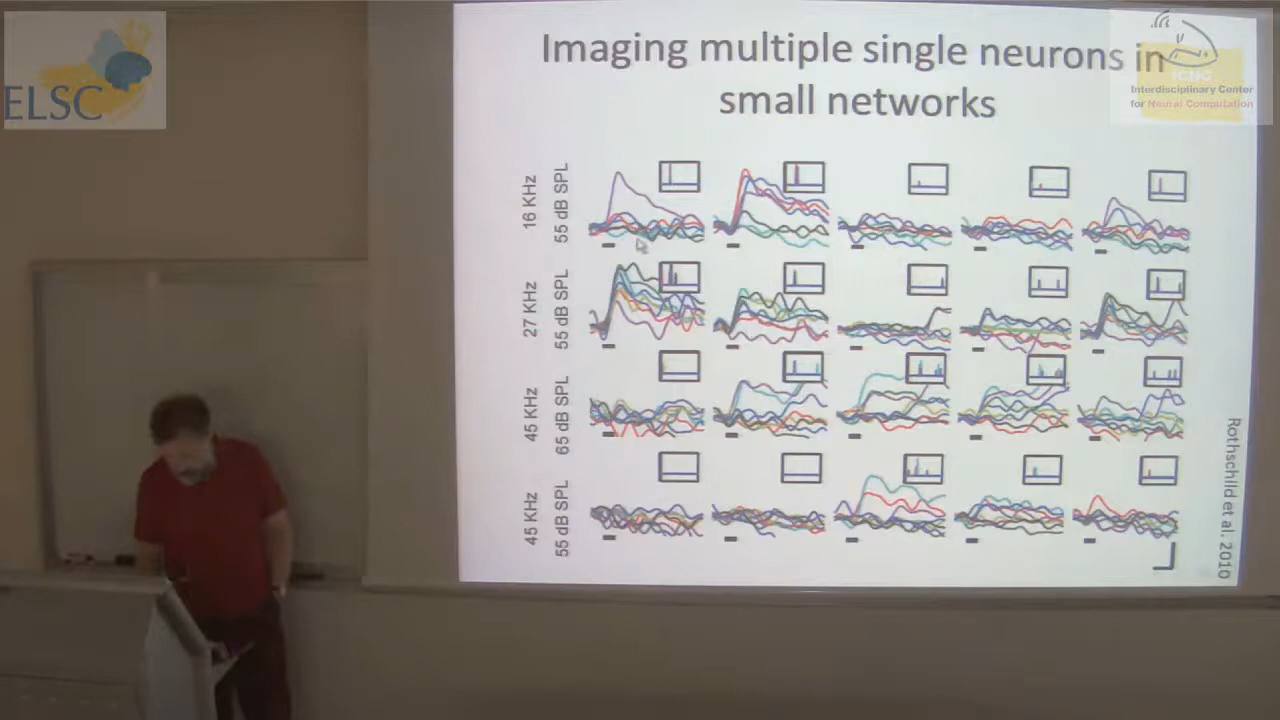 ELSC
Imaging multiple single neurons in
small networks
ICNC
Interdisciplinary Center
for Neural Computation
16 KHz
55 dB SPL
27 KHz
55 dB SPL
45 KHz
65 dB SPL
45 KHz
55 dB SPL
Rothschild et al. 2010